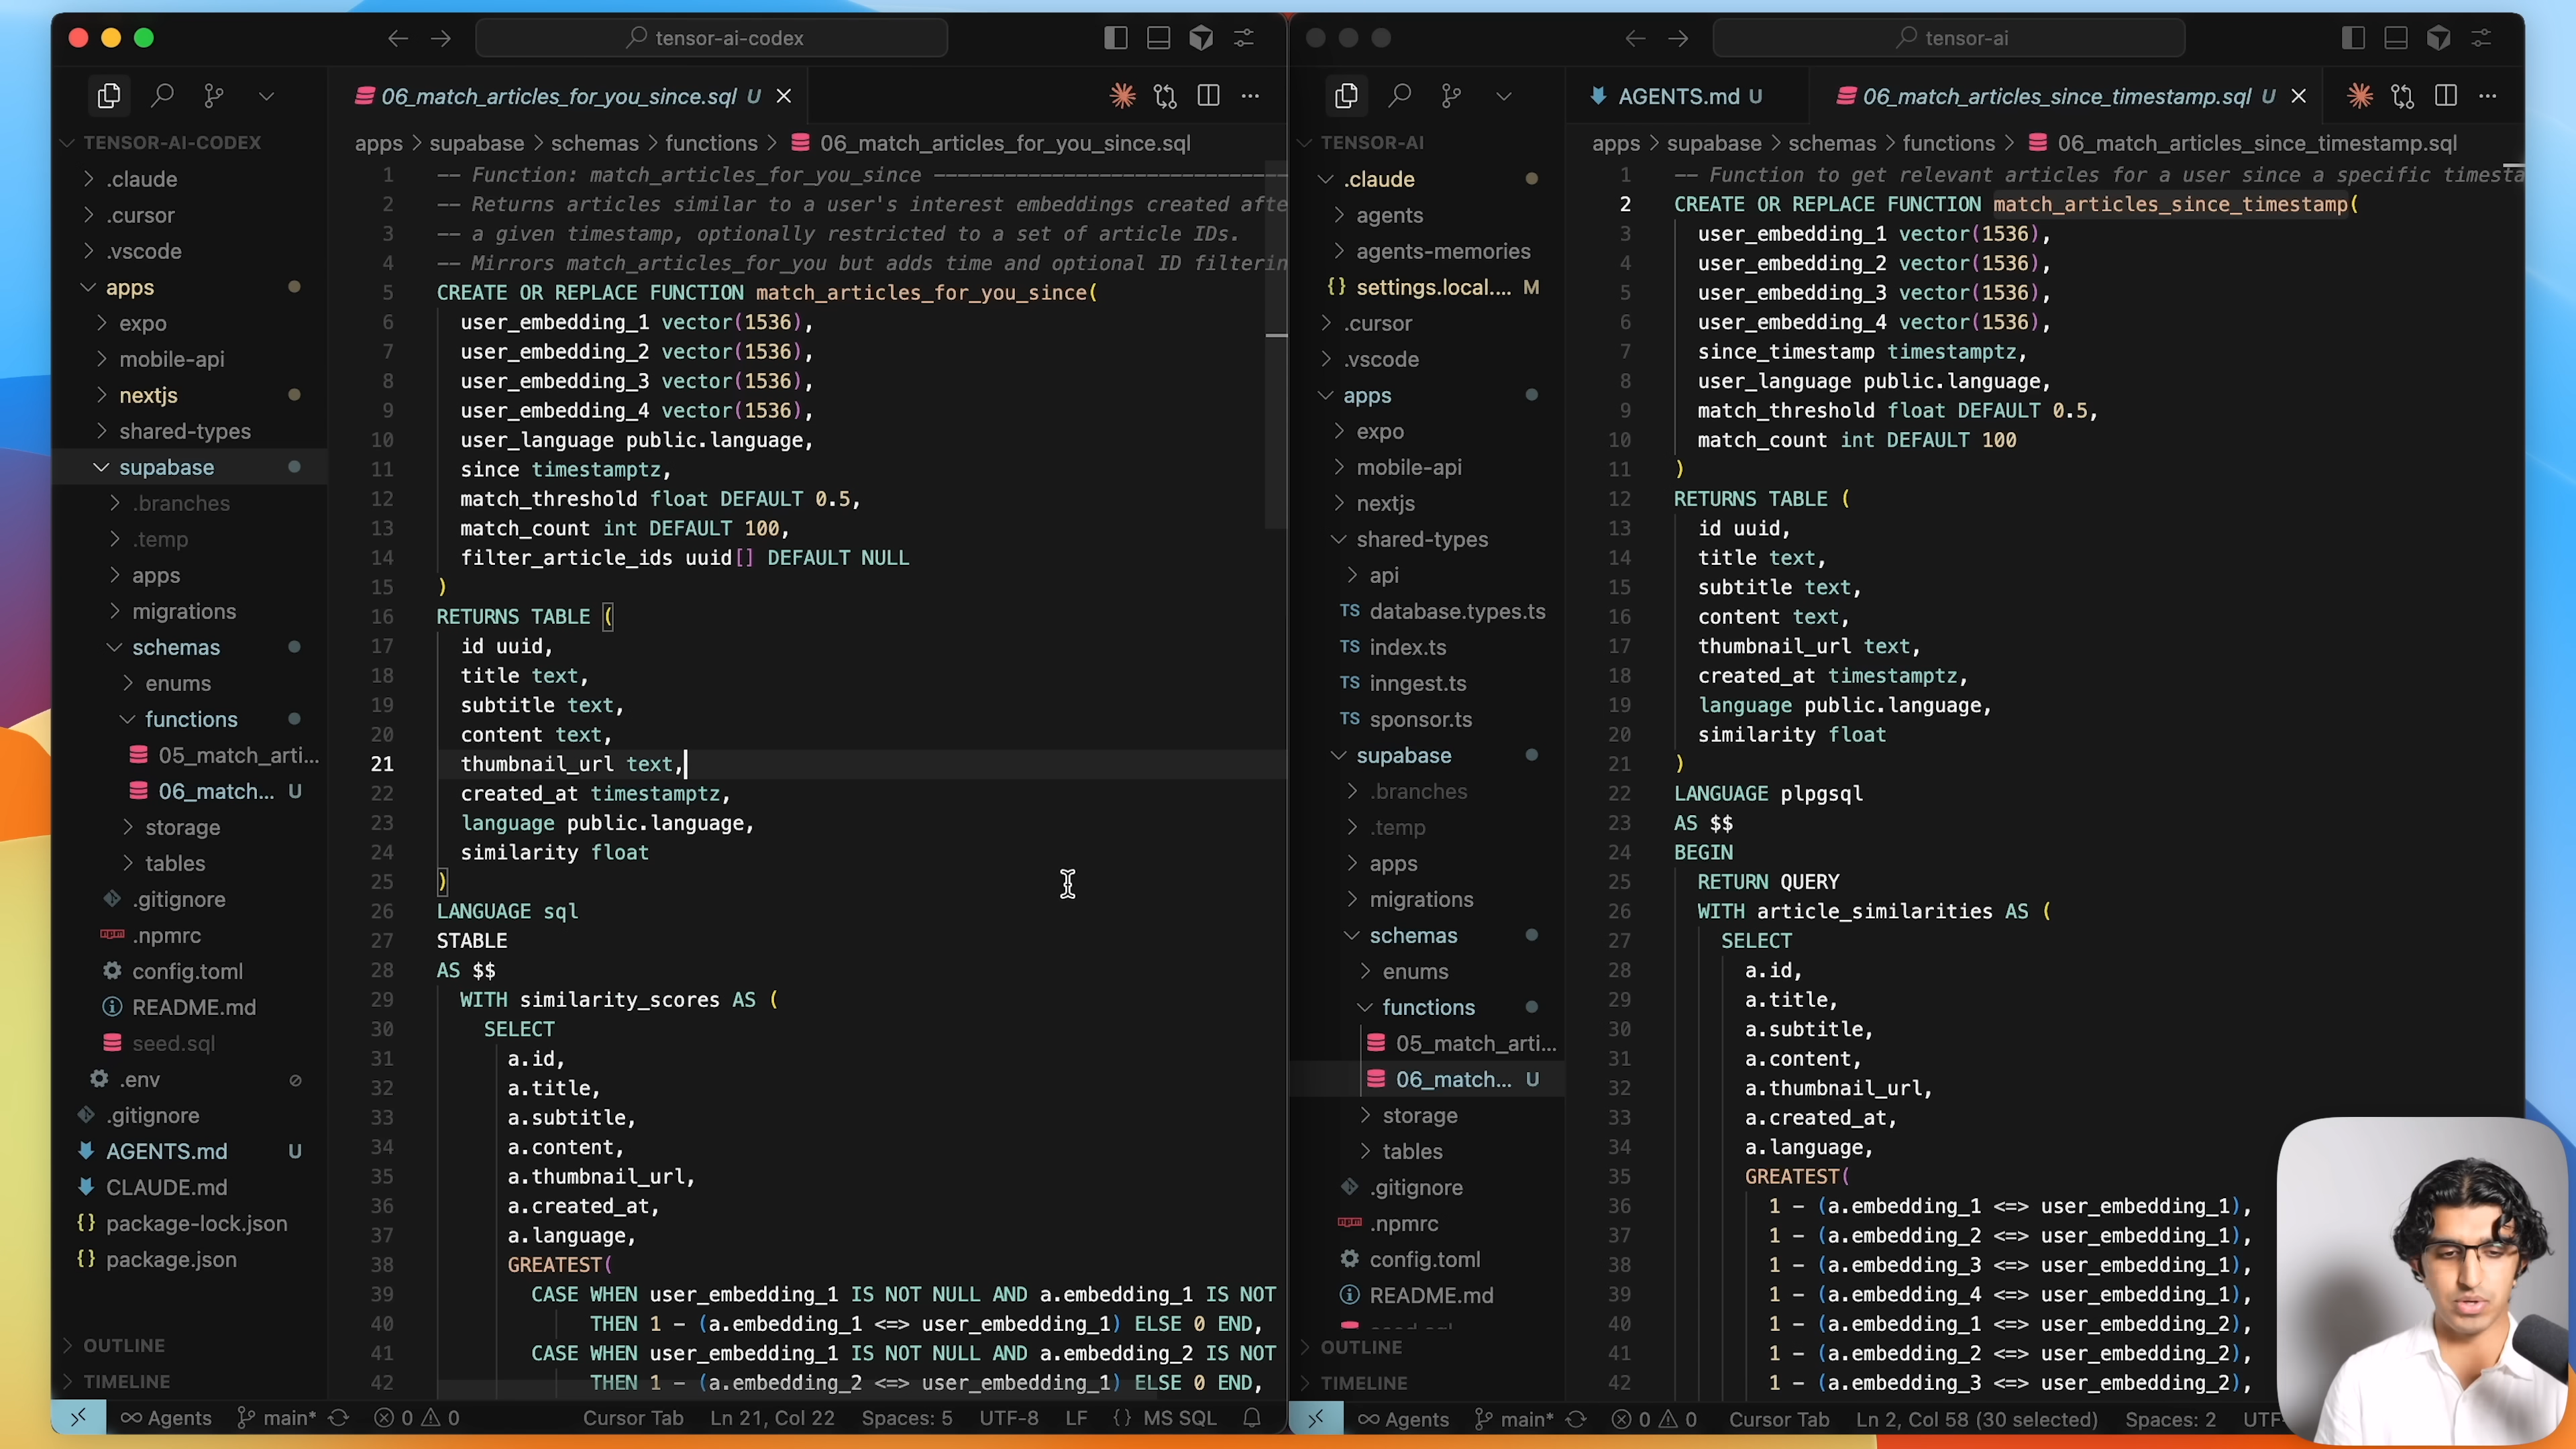 tensor-ai-codex
06_match_articles_for_you_since.sql U
TENSOR-AI-CODEX
.claude
.cursor
.vscode
apps
expo
mobile-api
nextjs
shared-types
supabase
.branches
.temp
apps
migrations
schemas
enums
functions
05_match_arti...
06_match... U
storage
tables
.gitignore
.npmrc
config.toml
README.md
seed.sql
.env
.gitignore
AGENTS.md U
CLAUDE.md
package-lock.json
package.json
OUTLINE
TIMELINE
apps > supabase > schemas > functions > 06_match_articles_for_you_since.sql
1 -- Function: match_articles_for_you_since ------------------------------
2 -- Returns articles similar to a user's interest embeddings created afte
3 -- a given timestamp, optionally restricted to a set of article IDs.
4 -- Mirrors match_articles_for_you but adds time and optional ID filterin
5 CREATE OR REPLACE FUNCTION match_articles_for_you_since(
6 user_embedding_1 vector(1536),
7 user_embedding_2 vector(1536),
8 user_embedding_3 vector(1536),
9 user_embedding_4 vector(1536),
10 user_language public.language,
11 since timestamptz,
12 match_threshold float DEFAULT 0.5,
13 match_count int DEFAULT 100,
14 filter_article_ids uuid[] DEFAULT NULL
15 )
16 RETURNS TABLE (
17 id uuid,
18 title text,
19 subtitle text,
20 content text,
21 thumbnail_url text,
22 created_at timestamptz,
23 language public.language,
24 similarity float
25 )
26 LANGUAGE sql
27 STABLE
28 AS $$
29 WITH similarity_scores AS (
30 SELECT
31 a.id,
32 a.title,
33 a.subtitle,
34 a.content,
35 a.thumbnail_url,
36 a.created_at,
37 a.language,
38 GREATEST(
39 CASE WHEN user_embedding_1 IS NOT NULL AND a.embedding_1 IS NOT
40 THEN 1 - (a.embedding_1 <=> user_embedding_1) ELSE 0 END,
41 CASE WHEN user_embedding_1 IS NOT NULL AND a.embedding_2 IS NOT
42 THEN 1 - (a.embedding_2 <=> user_embedding_1) ELSE 0 END,
Agents main* 0 0 Cursor Tab Ln 21, Col 22 Spaces: 5 UTF-8 LF {} MS SQL
tensor-ai
AGENTS.md U
06_match_articles_since_timestamp.sql U
TENSOR-AI
.claude
agents
agents-memories
{} settings.local.... M
.cursor
.vscode
apps
expo
mobile-api
nextjs
shared-types
api
TS database.types.ts
TS index.ts
TS inngest.ts
TS sponsor.ts
supabase
.branches
.temp
apps
migrations
schemas
enums
functions
05_match_arti...
06_match... U
storage
tables
.gitignore
.npmrc
config.toml
README.md
OUTLINE
TIMELINE
apps > supabase > schemas > functions > 06_match_articles_since_timestamp.sql
1 -- Function to get relevant articles for a user since a specific timesta
2 CREATE OR REPLACE FUNCTION match_articles_since_timestamp(
3 user_embedding_1 vector(1536),
4 user_embedding_2 vector(1536),
5 user_embedding_3 vector(1536),
6 user_embedding_4 vector(1536),
7 since_timestamp timestamptz,
8 user_language public.language,
9 match_threshold float DEFAULT 0.5,
10 match_count int DEFAULT 100
11 )
12 RETURNS TABLE (
13 id uuid,
14 title text,
15 subtitle text,
16 content text,
17 thumbnail_url text,
18 created_at timestamptz,
19 language public.language,
20 similarity float
21 )
22 LANGUAGE plpgsql
23 AS $$
24 BEGIN
25 RETURN QUERY
26 WITH article_similarities AS (
27 SELECT
28 a.id,
29 a.title,
30 a.subtitle,
31 a.content,
32 a.thumbnail_url,
33 a.created_at,
34 a.language,
35 GREATEST(
36 1 - (a.embedding_1 <=> user_embedding_1),
37 1 - (a.embedding_2 <=> user_embedding_1),
38 1 - (a.embedding_3 <=> user_embedding_1),
39 1 - (a.embedding_4 <=> user_embedding_1),
40 1 - (a.embedding_1 <=> user_embedding_2),
41 1 - (a.embedding_2 <=> user_embedding_2),
42 1 - (a.embedding_3 <=> user_embedding_2),
Agents main* 0 0 Cursor Tab Ln 2, Col 58 (30 selected) Spaces: 2 UTF-